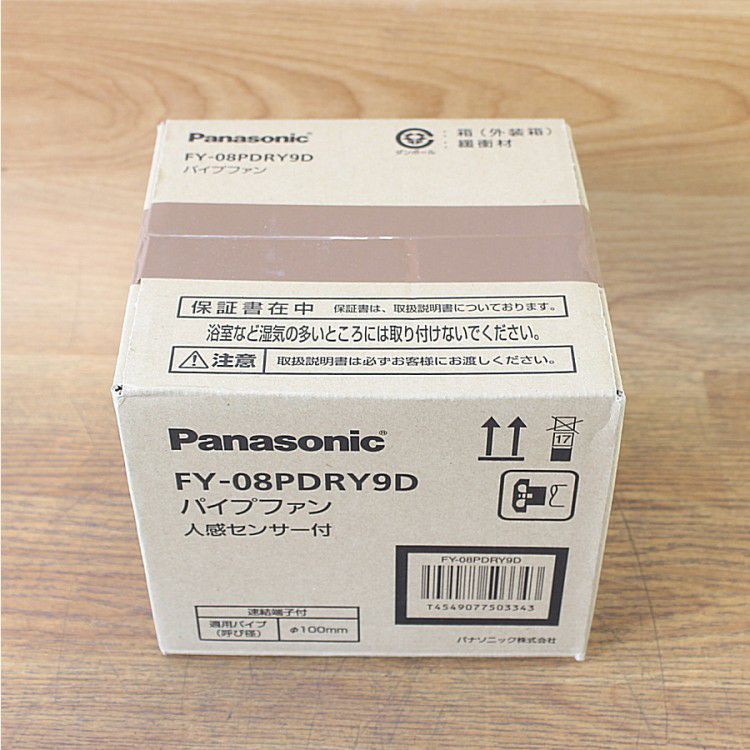 Panasonic
FY-08PDRY9D
パイプファン
ダンボール
: 箱(外装箱)
: 緩衝材
保証書在中 保証書は、取扱説明書についております。
浴室など湿気の多いところには取り付けないでください。
注意 取扱説明書は必ずお客様にお渡しください。
Panasonic®
FY-08PDRY9D
パイプファン
人感センサー付
17
速結端子付
適用パイプ
(呼び径)
φ100mm
FY-08PDRY9D
T4549077503343
パナソニック株式会社